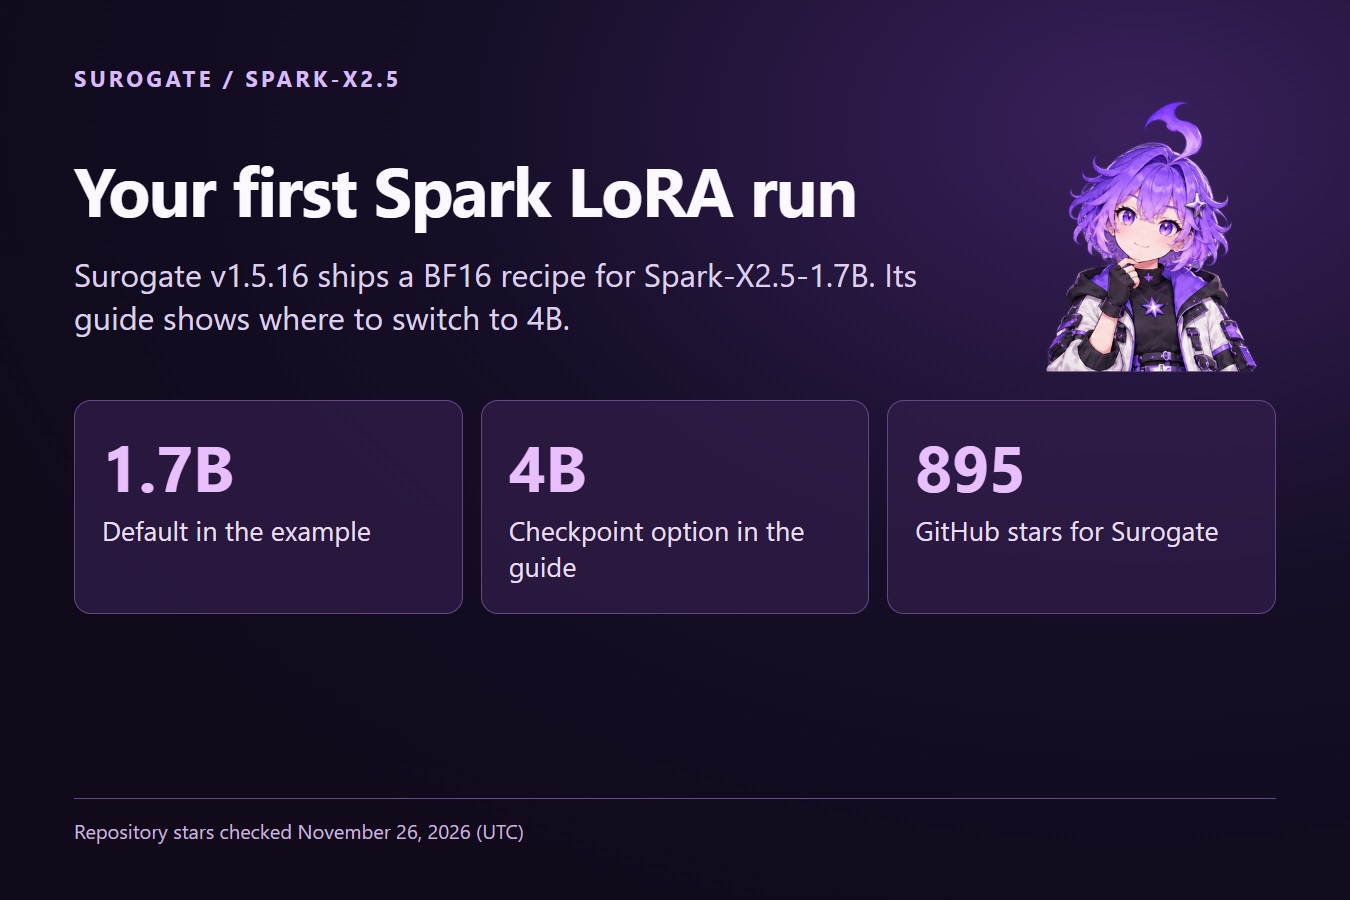 SUROGATE / SPARK-X2.5
Your first Spark LoRA run
Surogate v1.5.16 ships a BF16 recipe for Spark-X2.5-1.7B. Its
guide shows where to switch to 4B.
1.7B
Default in the example
4B
Checkpoint option in the
guide
895
GitHub stars for Surogate
Repository stars checked November 26, 2026 (UTC)